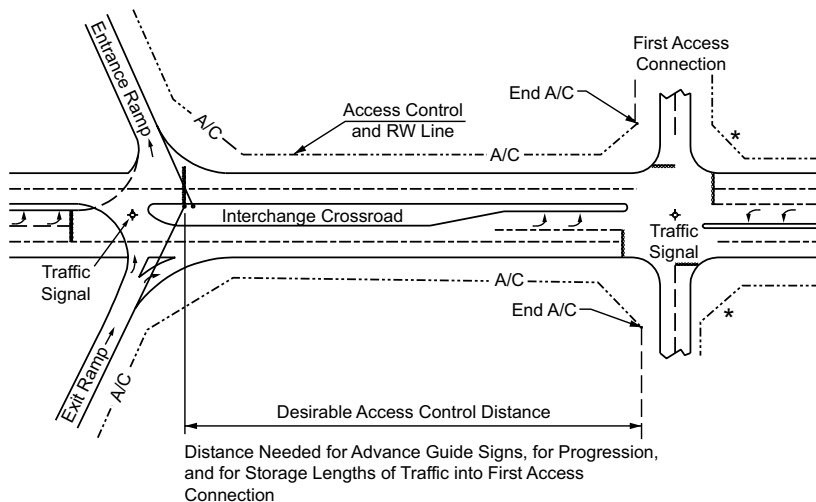 Entrance Ramp
A/C
Access Control
and RW Line
A/C
End A/C
First Access
Connection
*
Interchange Crossroad
Traffic
Signal
Traffic
Signal
A/C
End A/C
*
Exit Ramp
A/C
Desirable Access Control Distance
Distance Needed for Advance Guide Signs, for Progression,
and for Storage Lengths of Traffic into First Access
Connection